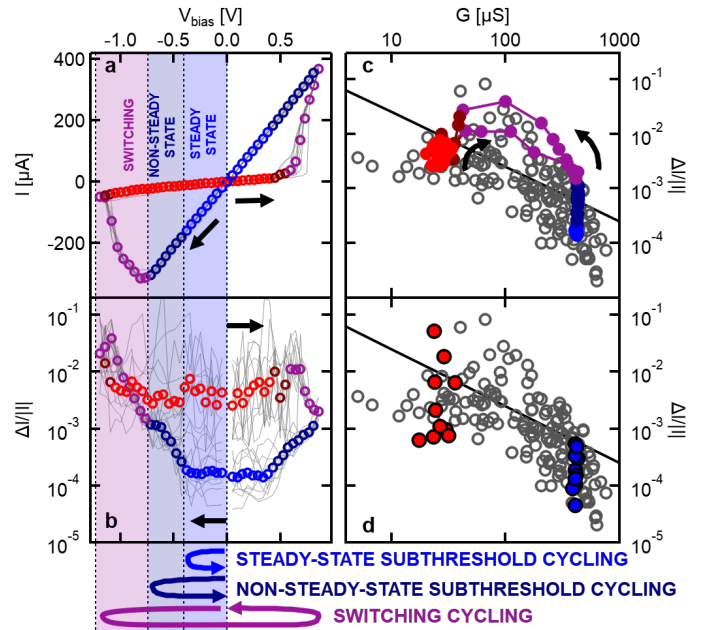 V_bias [V]
G [µS]
-1.0 -0.5 0.0 0.5
10 100 1000
400
200
0
-200
I [µA]
a
SWITCHING
NON-STEADY
STATE
STEADY
STATE
c
10^-1
10^-2
10^-3
10^-4
ΔI/|I|
10^-1
10^-2
10^-3
10^-4
10^-5
ΔI/|I|
b
d
10^-1
10^-2
10^-3
10^-4
10^-5
ΔI/|I|
STEADY-STATE SUBTHRESHOLD CYCLING
NON-STEADY-STATE SUBTHRESHOLD CYCLING
SWITCHING CYCLING